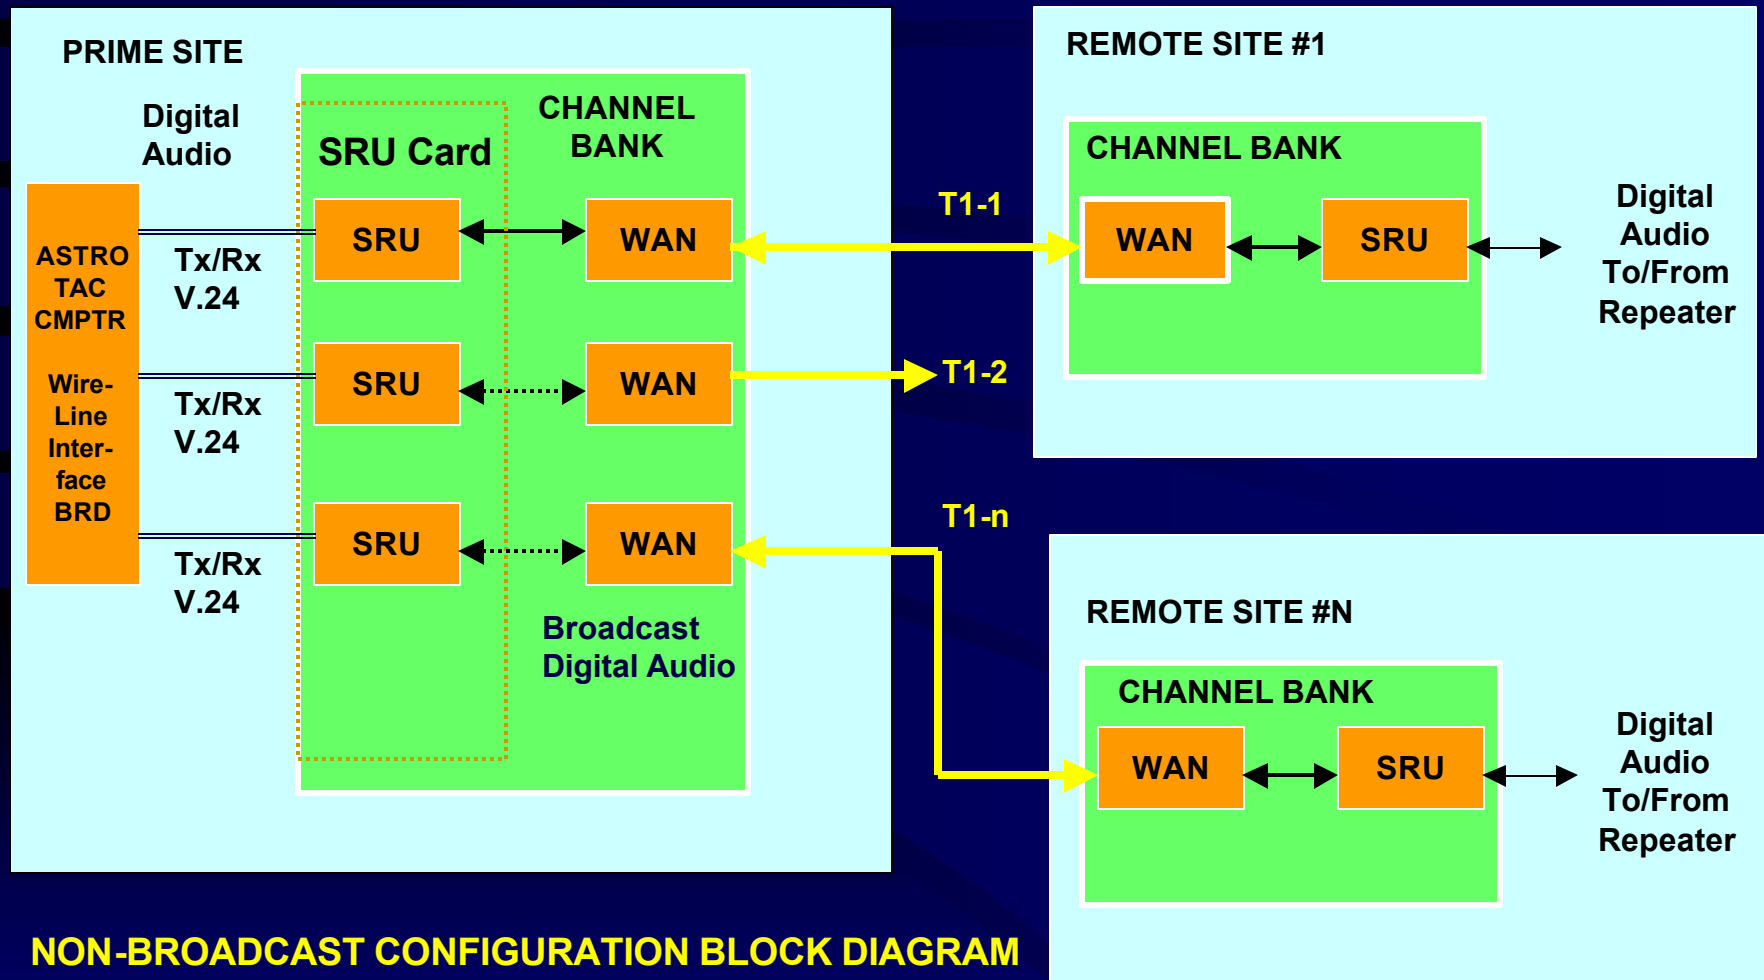 PRIME SITE
Digital
Audio
CHANNEL
BANK
SRU Card
ASTRO
TAC
CMPTR
Wire-
Line
Inter-
face
BRD
Tx/Rx
V.24
SRU
WAN
Tx/Rx
V.24
SRU
WAN
Tx/Rx
V.24
SRU
WAN
Broadcast
Digital Audio
T1-1
T1-2
T1-n
REMOTE SITE #1
CHANNEL BANK
WAN
SRU
Digital
Audio
To/From
Repeater
REMOTE SITE #N
CHANNEL BANK
WAN
SRU
Digital
Audio
To/From
Repeater
NON-BROADCAST CONFIGURATION BLOCK DIAGRAM